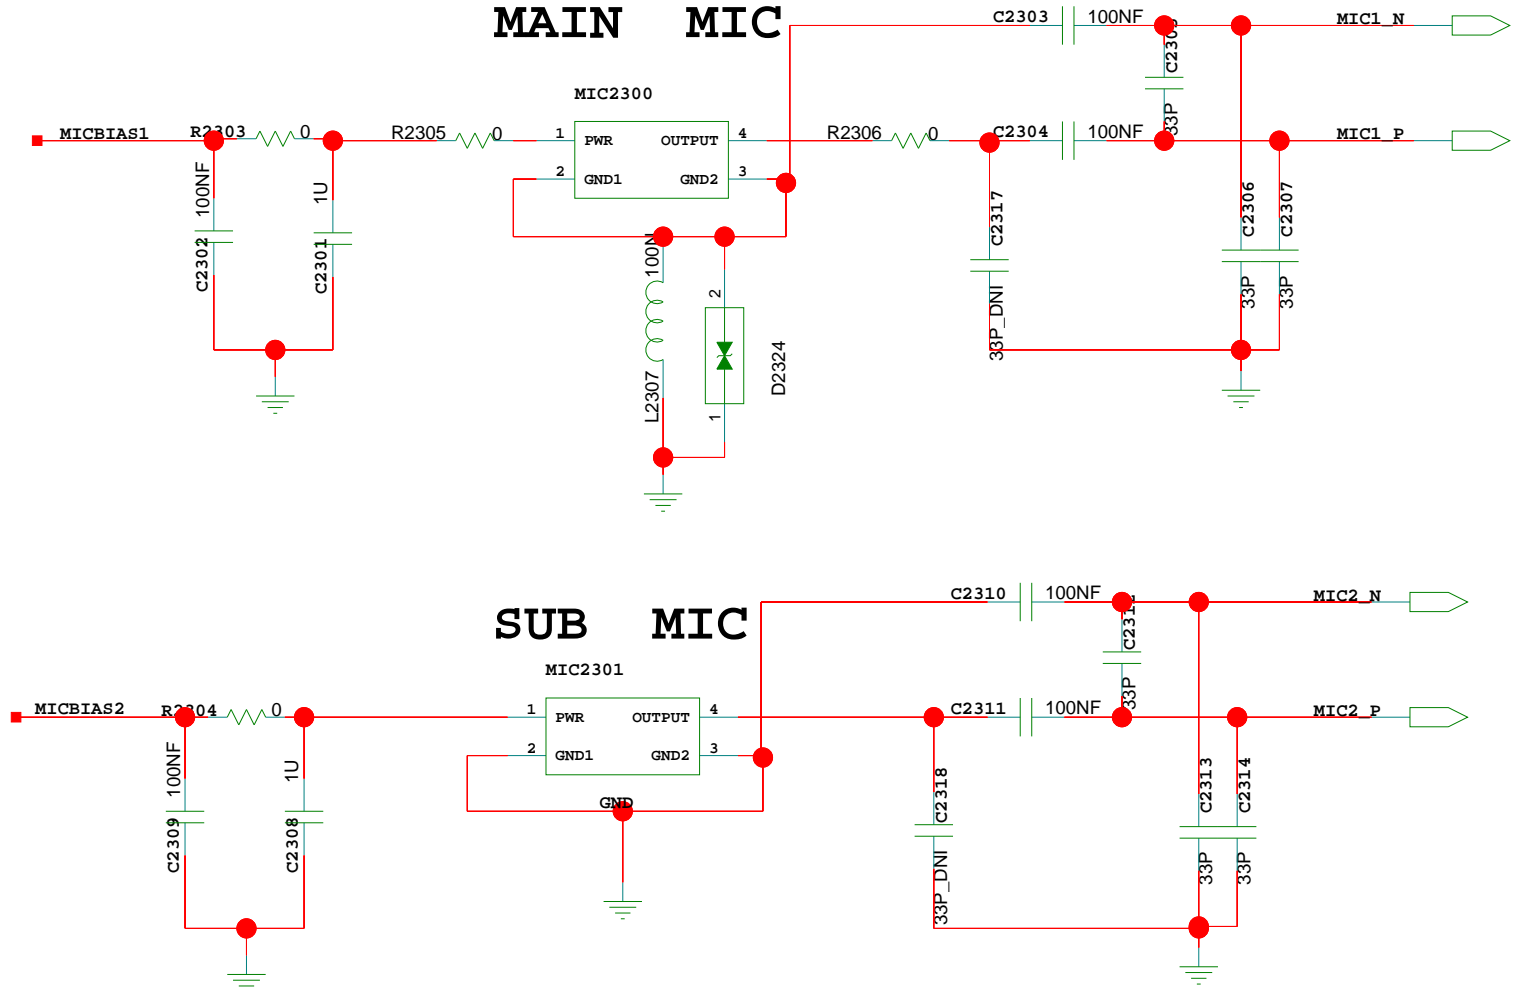 MAIN MIC
C2303 100NF MIC1_N
MIC2300
33P
MICBIAS1 R2303 0 R2305 0 1 PWR OUTPUT 4 R2306 0 C2304 100NF MIC1_P
2 GND1 GND2 3
100NF
1U
C2302
C2301
100N
L2307
2
1
D2324
C2317
33P_DNI
C2306
C2307
33P
33P
SUB MIC
C2310 100NF MIC2_N
MIC2301
33P
MICBIAS2 R2304 0 1 PWR OUTPUT 4 C2311 100NF MIC2_P
2 GND1 GND2 3
GND
100NF
1U
C2309
C2308
C2318
33P_DNI
C2313
C2314
33P
33P